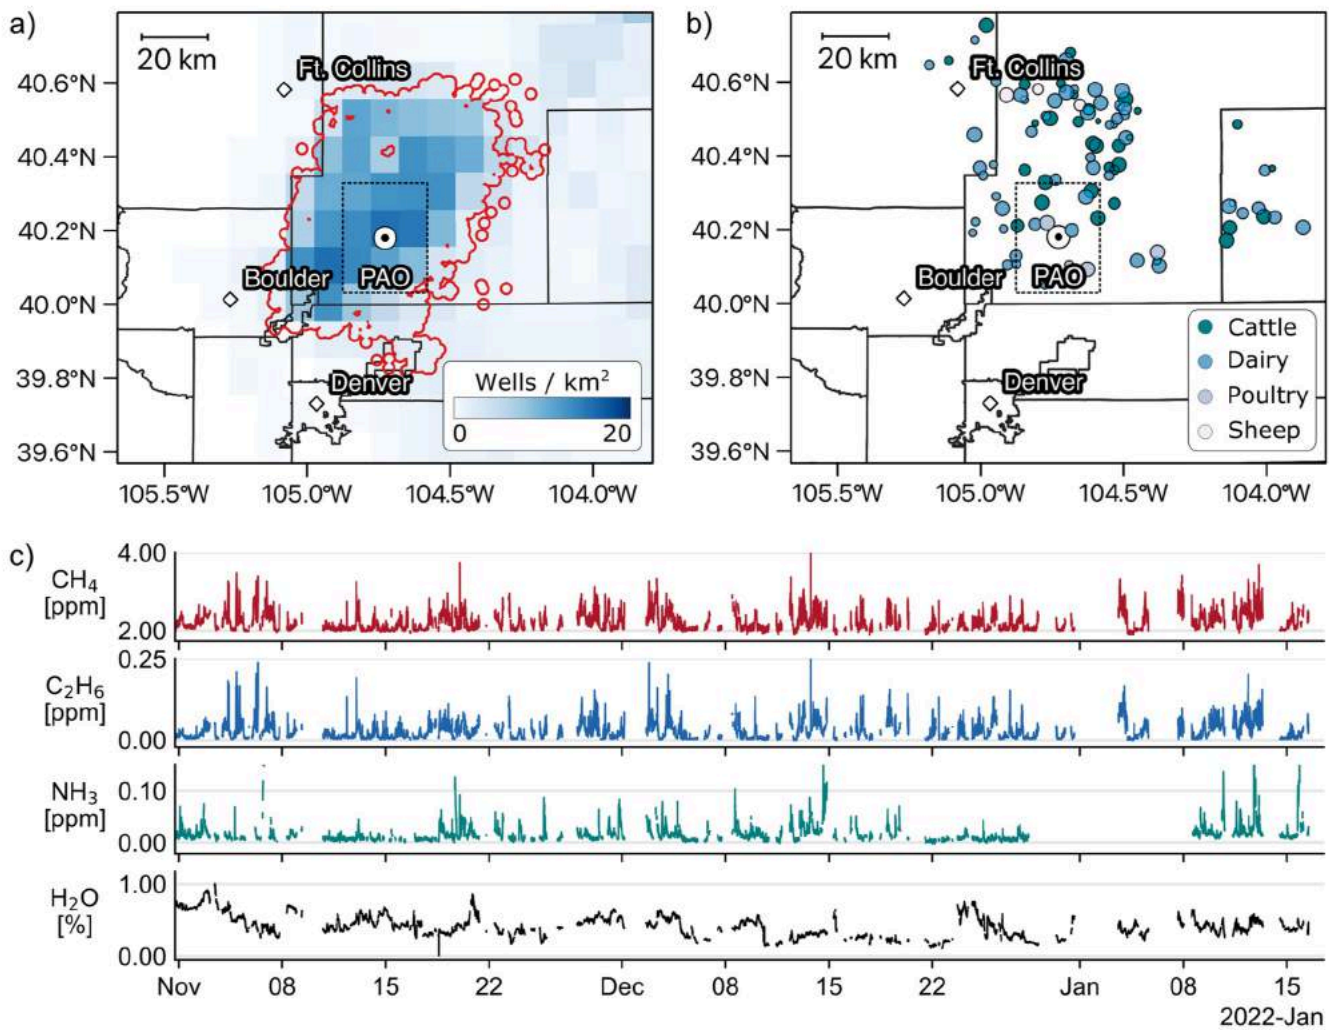 a)
20 km
Ft. Collins
40.6°N
40.4°N
40.2°N
40.0°N
39.8°N
39.6°N
Boulder
PAO
Denver
Wells / km²
0 20
105.5°W 105.0°W 104.5°W 104.0°W
b)
20 km
Ft. Collins
40.6°N
40.4°N
40.2°N
40.0°N
39.8°N
39.6°N
Boulder
PAO
Denver
Cattle
Dairy
Poultry
Sheep
105.5°W 105.0°W 104.5°W 104.0°W
c)
CH₄
[ppm]
4.00
2.00
C₂H₆
[ppm]
0.25
0.00
NH₃
[ppm]
0.10
0.00
H₂O
[%]
1.00
0.00
Nov 08 15 22 Dec 08 15 22 Jan 08 15
2022-Jan